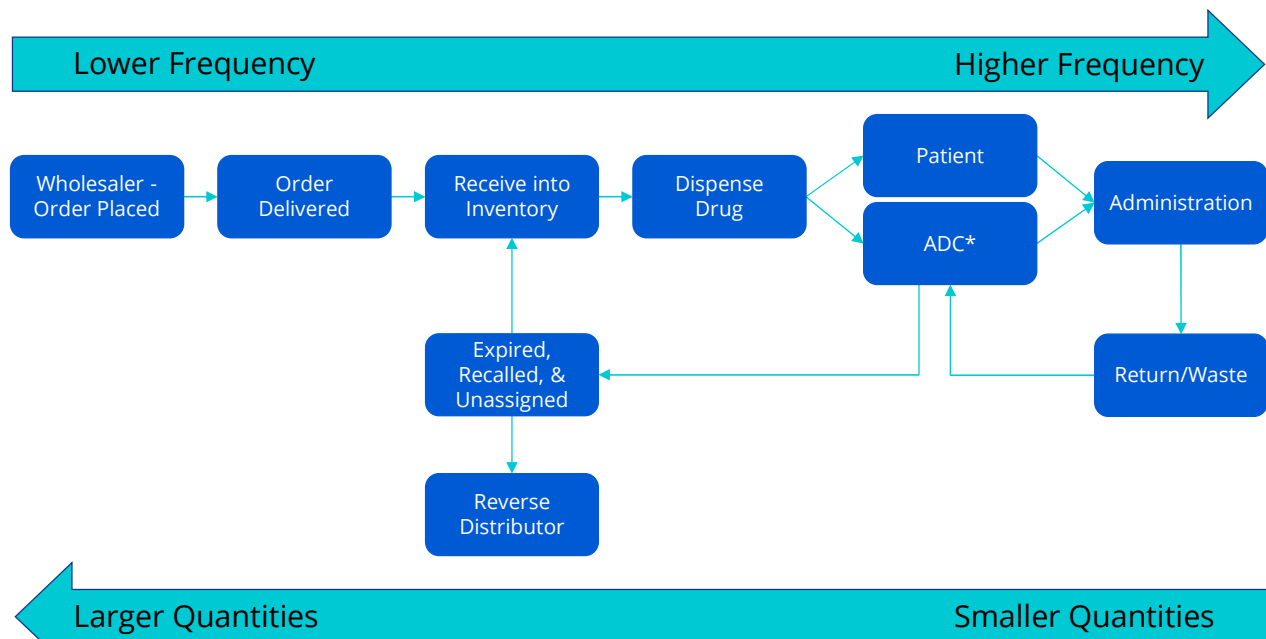 Lower Frequency
Higher Frequency
Wholesaler -
Order Placed
Order
Delivered
Receive into
Inventory
Dispense
Drug
Patient
ADC*
Administration
Expired,
Recalled, &
Unassigned
Return/Waste
Reverse
Distributor
Larger Quantities
Smaller Quantities